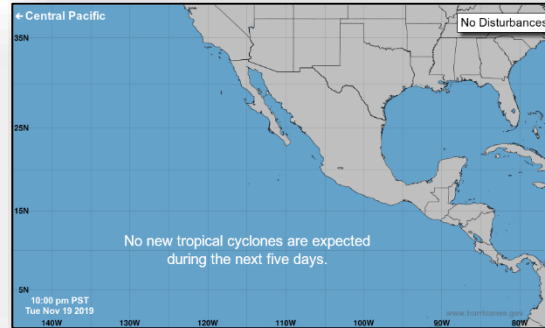 ← Central Pacific
No Disturbances
35N
25N
15N
5N
No new tropical cyclones are expected
during the next five days.
10:00 pm PST
Tue Nov 19 2019
www.hurricanes.gov
140W
130W
120W
110W
100W
90W
80W